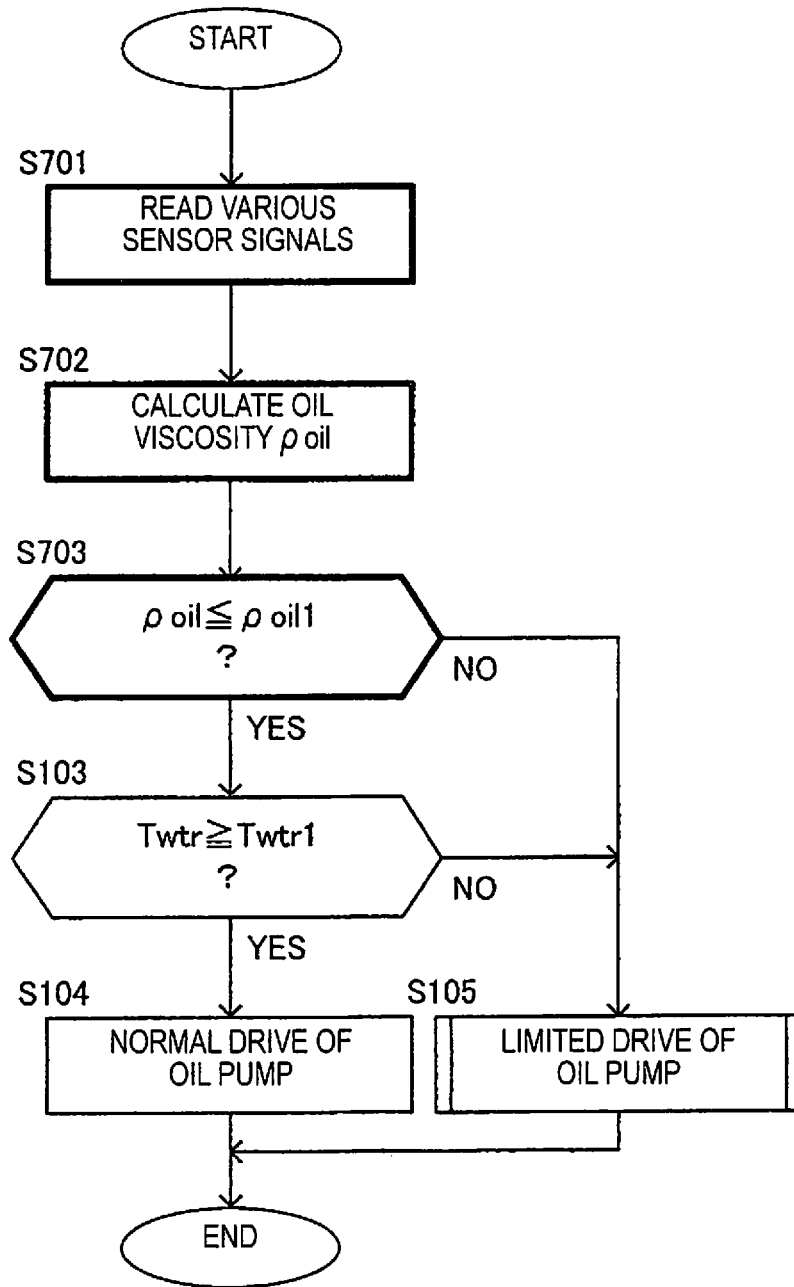 START
S701
READ VARIOUS
SENSOR SIGNALS
S702
CALCULATE OIL
VISCOSITY ρ oil
S703
ρ oil≦ ρ oil1
?
NO
YES
S103
Twtr≧Twtr1
?
NO
YES
S104
NORMAL DRIVE OF
OIL PUMP
S105
LIMITED DRIVE OF
OIL PUMP
END